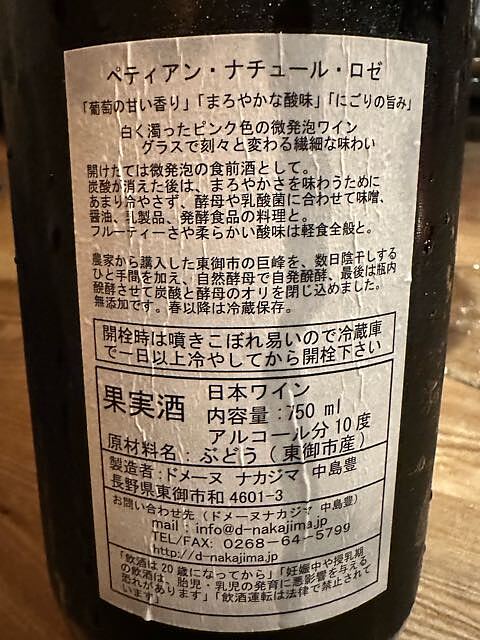 ペティアン・ナチュール・ロゼ
「葡萄の甘い香り」「まろやかな酸味」「にごりの旨み」
白く濁ったピンク色の微発泡ワイン
グラスで刻々と変わる繊細な味わい
開けたては微発泡の食前酒として。
炭酸が消えた後は、まろやかさを味わうために
あまり冷やさず、酵母や乳酸菌に合わせて味噌、
醤油、乳製品、発酵食品の料理と。
フルーティーさや柔らかい酸味は軽食全般と。
農家から購入した東御市の巨峰を、数日陰干しする
ひと手間を加え、自然酵母で自発醗酵、最後は瓶内
醗酵させて炭酸と酵母のオリを閉じ込めました。
無添加です。春以降は冷蔵保存。
開栓時は噴きこぼれ易いので冷蔵庫
で一日以上冷やしてから開栓下さい
果実酒
日本ワイン
内容量:750 ml
アルコール分10度
原材料名:ぶどう(東御市産)
製造者:ドメーヌ ナカジマ 中島豊
長野県東御市和4601-3
お問い合わせ先(ドメーヌナカジマ 中島豊)
mail: info@d-nakajima.jp
TEL/FAX: 0268-64-5799
http://d-nakajima.jp
「飲酒は20歳になってから」「妊娠中や授乳期
の飲酒は、胎児・乳児の発育に悪影響を与える
恐れがあります」「飲酒運転は法律で禁止されて
います」